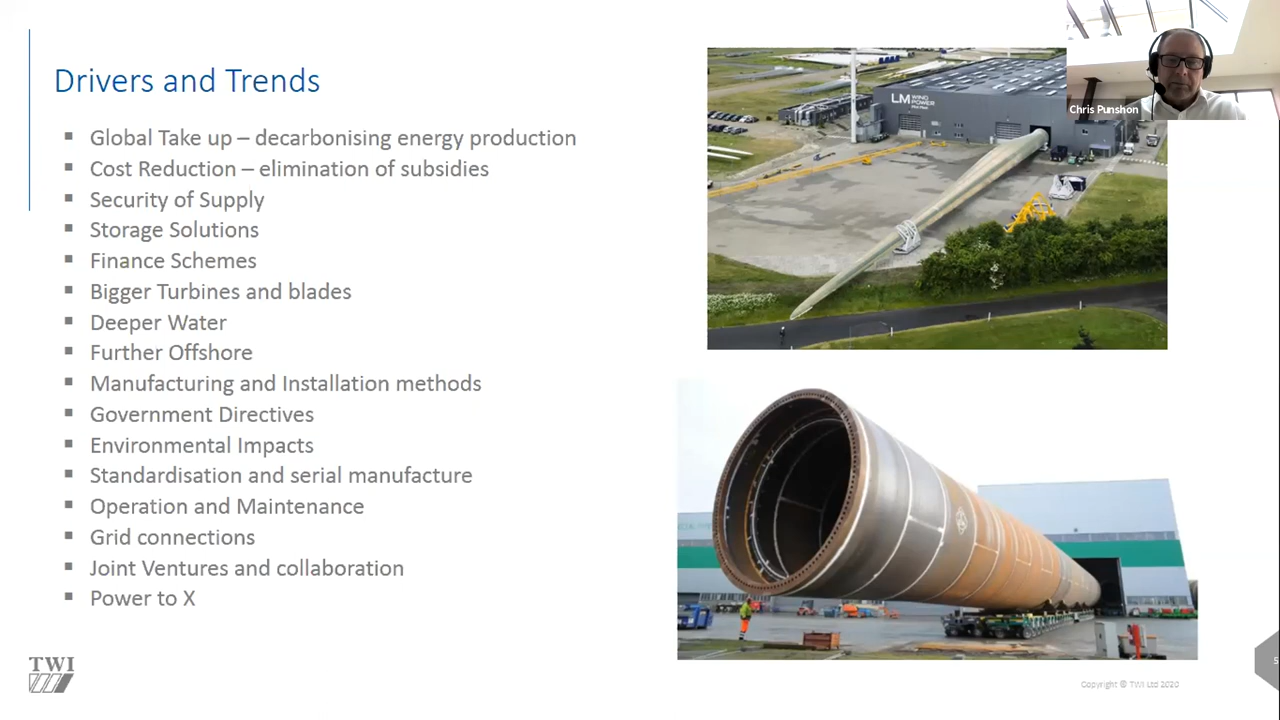 Drivers and Trends
Global Take up – decarbonising energy production
Cost Reduction – elimination of subsidies
Security of Supply
Storage Solutions
Finance Schemes
Bigger Turbines and blades
Deeper Water
Further Offshore
Manufacturing and Installation methods
Government Directives
Environmental Impacts
Standardisation and serial manufacture
Operation and Maintenance
Grid connections
Joint Ventures and collaboration
Power to X
LM WIND
POWER
Chris Punshon
TWI
Copyright © TWI Ltd 2020
5